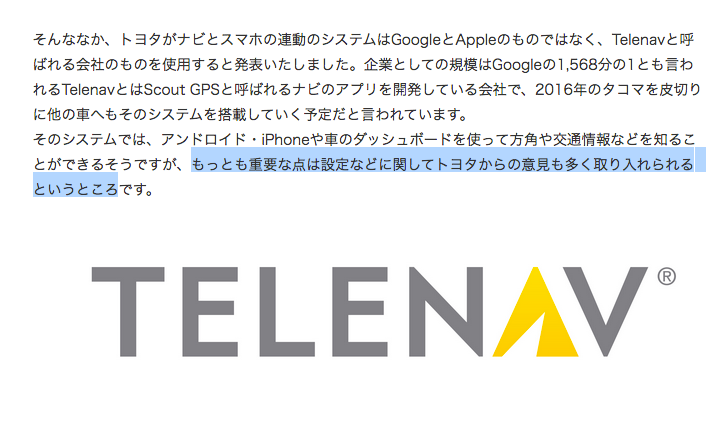 そんななか、トヨタがナビとスマホの連動のシステムはGoogleとAppleのものではなく、Telenavと呼
ばれる会社のものを使用すると発表いたしました。企業としての規模はGoogleの1,568分の1とも言わ
れるTelenavとはScout GPSと呼ばれるナビのアプリを開発している会社で、2016年のタコマを皮切り
に他の車へもそのシステムを搭載していく予定だと言われています。
そのシステムでは、アンドロイド・iPhoneや車のダッシュボードを使って方角や交通情報などを知るこ
とができるそうですが、もっとも重要な点は設定などに関してトヨタからの意見も多く取り入れられる
というところです。
TELENAV®